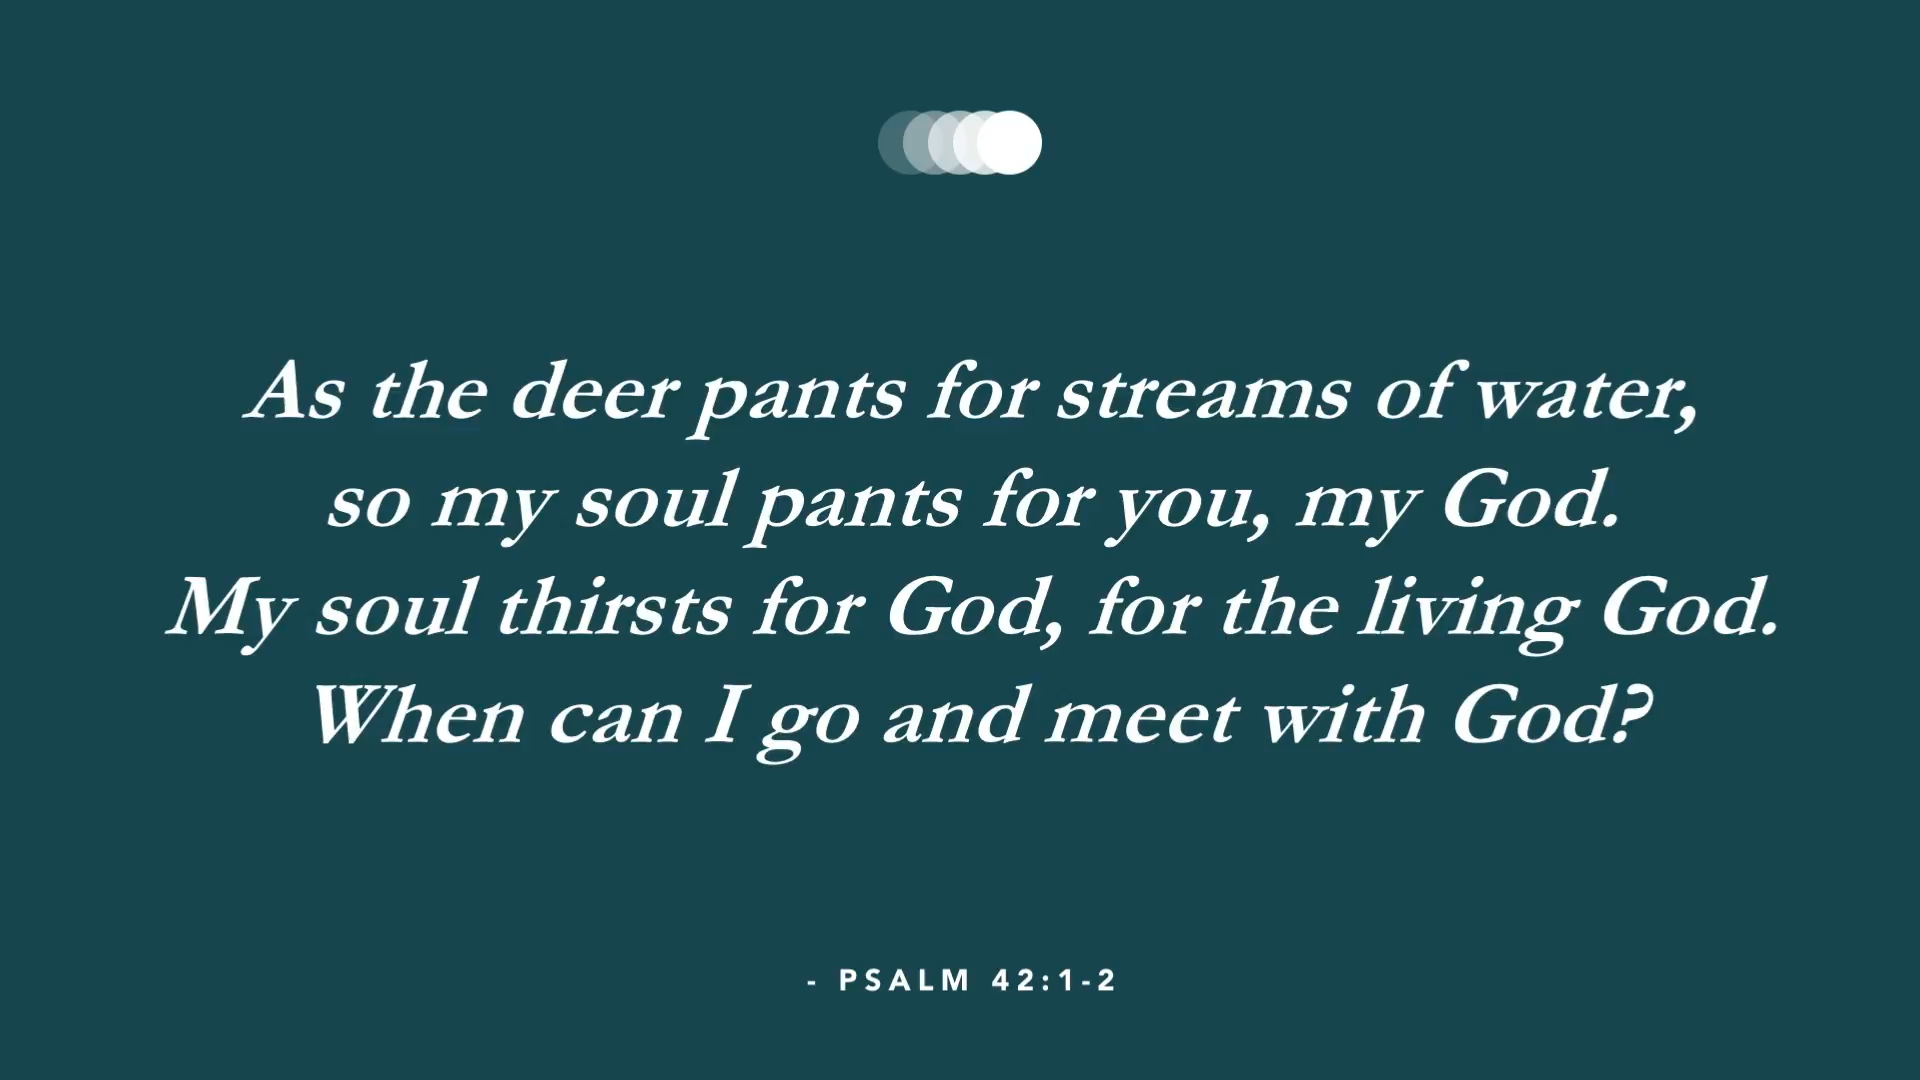 As the deer pants for streams of water,
so my soul pants for you, my God.
My soul thirsts for God, for the living God.
When can I go and meet with God?
- PSALM 42:1-2